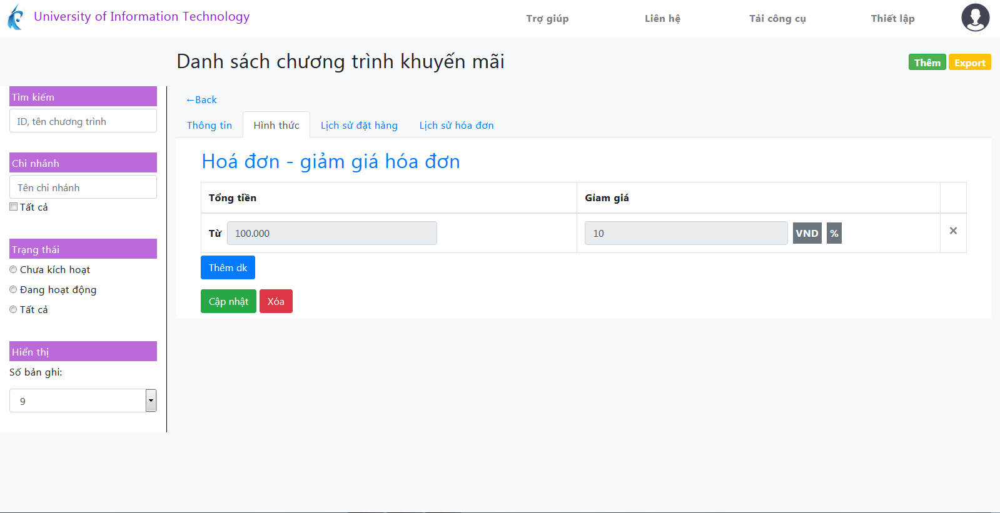 University of Information Technology
Trợ giúp
Liên hệ
Tải công cụ
Thiết lập
Danh sách chương trình khuyến mãi
Thêm
Export
Tìm kiếm
ID, tên chương trình
Chi nhánh
Tên chi nhánh
Tất cả
Trạng thái
Chưa kích hoạt
Đang hoạt động
Tất cả
Hiển thị
Số bản ghi:
9
←Back
Thông tin
Hình thức
Lịch sử đặt hàng
Lịch sử hóa đơn
Hoá đơn - giảm giá hóa đơn
Tổng tiền
Giam giá
Từ
100.000
10
VND
%
×
Thêm dk
Cập nhật
Xóa